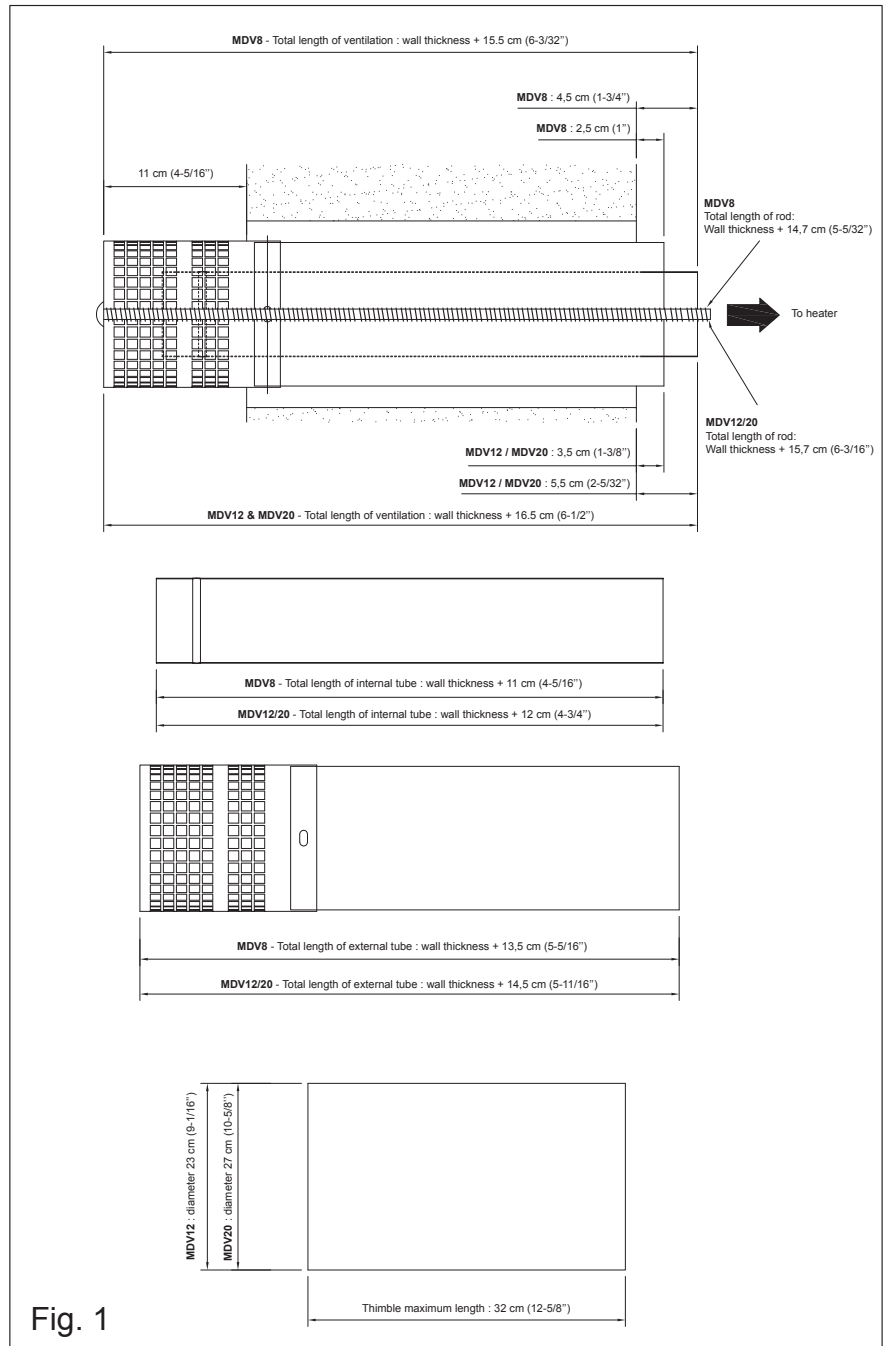 MDV8 - Total length of ventilation : wall thickness + 15.5 cm (6-3/32’’)
MDV8 : 4,5 cm (1-3/4’’)
MDV8 : 2,5 cm (1’’)
11 cm (4-5/16’’)
MDV8
Total length of rod:
Wall thickness + 14,7 cm (5-5/32’’)
To heater
MDV12/20
Total length of rod:
Wall thickness + 15,7 cm (6-3/16’’)
MDV12 / MDV20 : 3,5 cm (1-3/8’’)
MDV12 / MDV20 : 5,5 cm (2-5/32’’)
MDV12 & MDV20 - Total length of ventilation : wall thickness + 16.5 cm (6-1/2’’)
MDV8 - Total length of internal tube : wall thickness + 11 cm (4-5/16’’)
MDV12/20 - Total length of internal tube : wall thickness + 12 cm (4-3/4’’)
MDV8 - Total length of external tube : wall thickness + 13,5 cm (5-5/16’’)
MDV12/20 - Total length of external tube : wall thickness + 14,5 cm (5-11/16’’)
MDV12 : diameter 23 cm (9-1/16’’)
MDV20 : diameter 27 cm (10-5/8’’)
Thimble maximum length : 32 cm (12-5/8’’)
Fig. 1